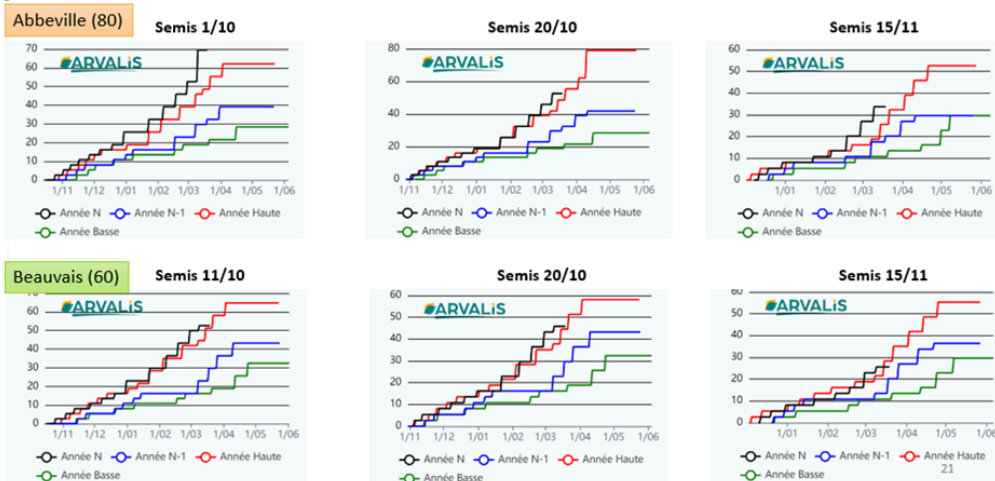 Abbeville (80)
Semis 1/10
Semis 20/10
Semis 15/11
ARVALIS
70
60
50
40
30
20
10
0
1/11
1/12
1/01
1/02
1/03
1/04
1/05
1/06
Année N
Année N-1
Année Haute
Année Basse
ARVALIS
80
60
40
20
0
1/11
1/12
1/01
1/02
1/03
1/04
1/05
1/06
Année N
Année N-1
Année Haute
Année Basse
ARVALIS
60
50
40
30
20
10
0
1/01
1/02
1/03
1/04
1/05
1/06
Année N
Année N-1
Année Haute
Année Basse
Beauvais (60)
Semis 11/10
Semis 20/10
Semis 15/11
ARVALIS
70
60
50
40
30
20
10
0
1/11
1/12
1/01
1/02
1/03
1/04
1/05
1/06
Année N
Année N-1
Année Haute
Année Basse
ARVALIS
60
50
40
30
20
10
0
1/11
1/12
1/01
1/02
1/03
1/04
1/05
1/06
Année N
Année N-1
Année Haute
Année Basse
ARVALIS
60
50
40
30
20
10
0
1/01
1/02
1/03
1/04
1/05
1/06
Année N
Année N-1
Année Haute
Année Basse
21